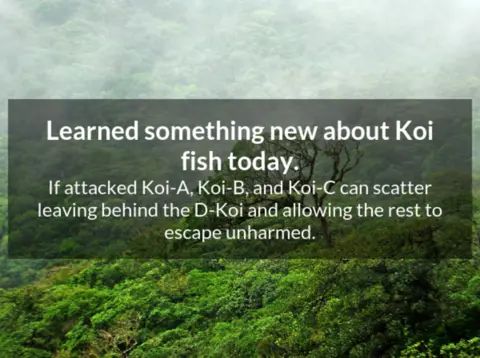 Learned something new about Koi
fish today.
If attacked Koi-A, Koi-B, and Koi-C can scatter
leaving behind the D-Koi and allowing the rest to
escape unharmed.